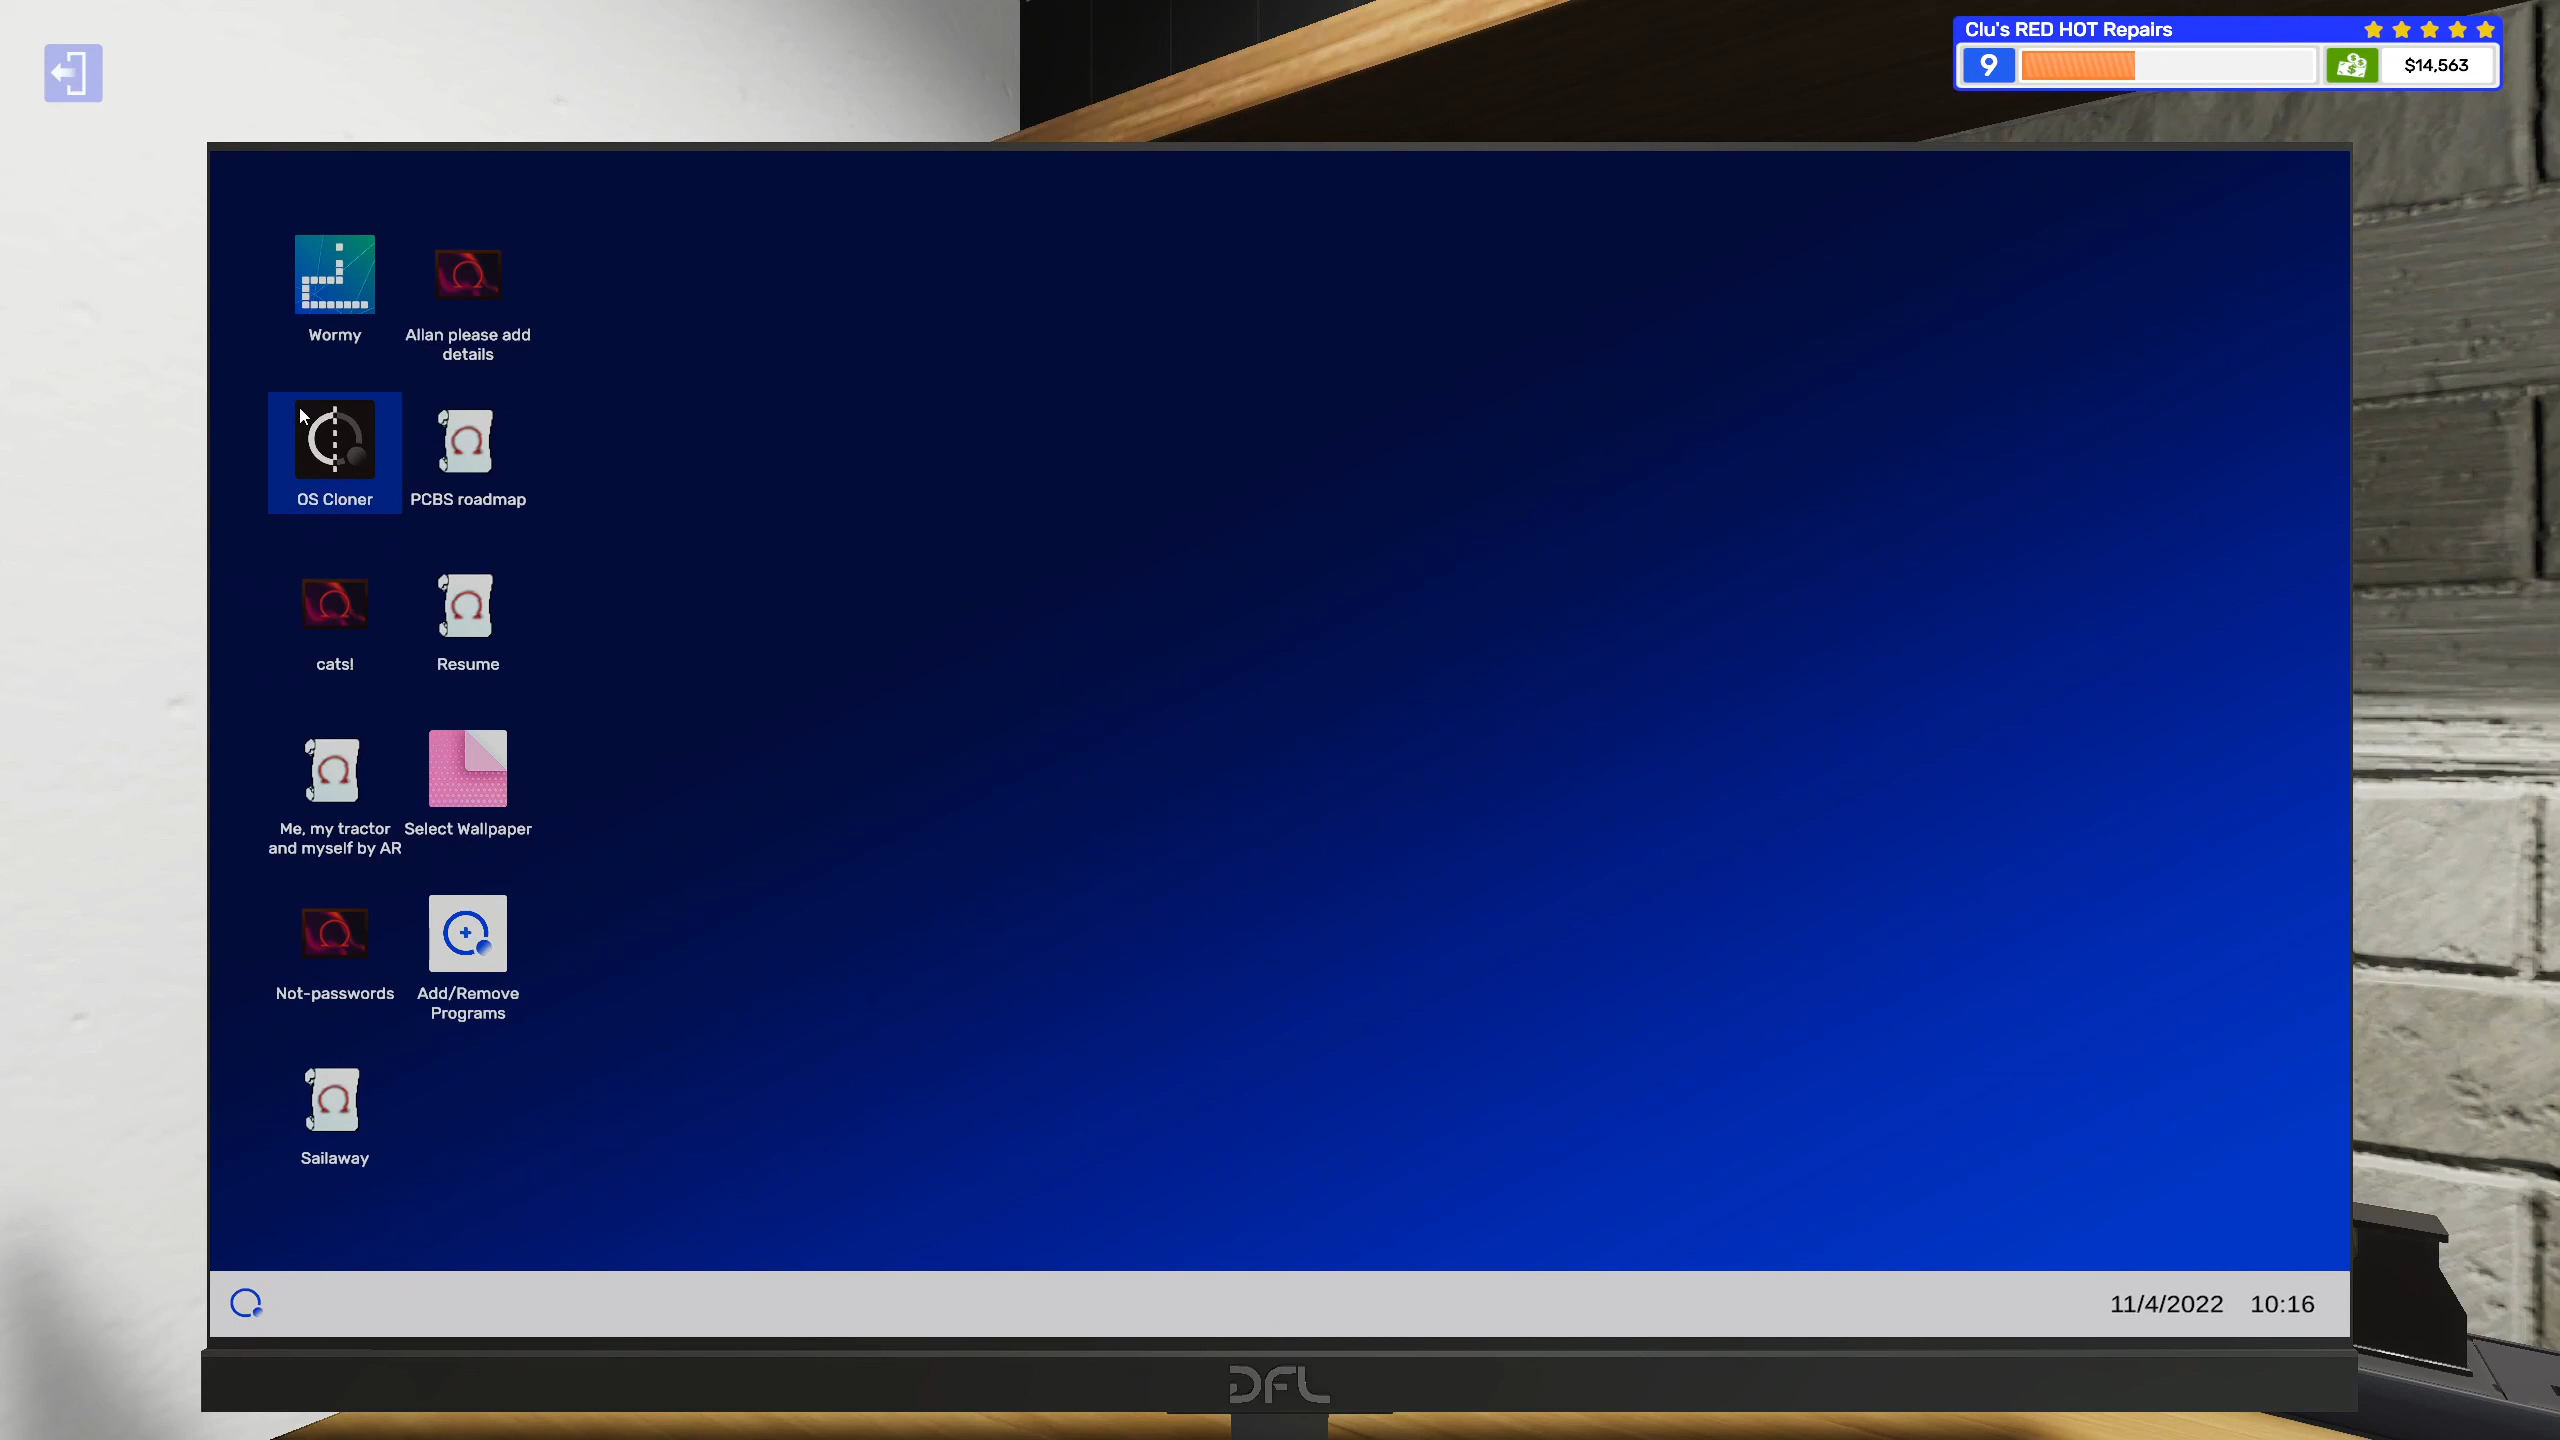 Clu's RED HOT Repairs
9
$14,563
Wormy
Allan please add
details
OS Cloner
PCBS roadmap
cats!
Resume
Me, my tractor
and myself by AR
Select Wallpaper
Not-passwords
Add/Remove
Programs
Sailaway
11/4/2022 10:16
DFL